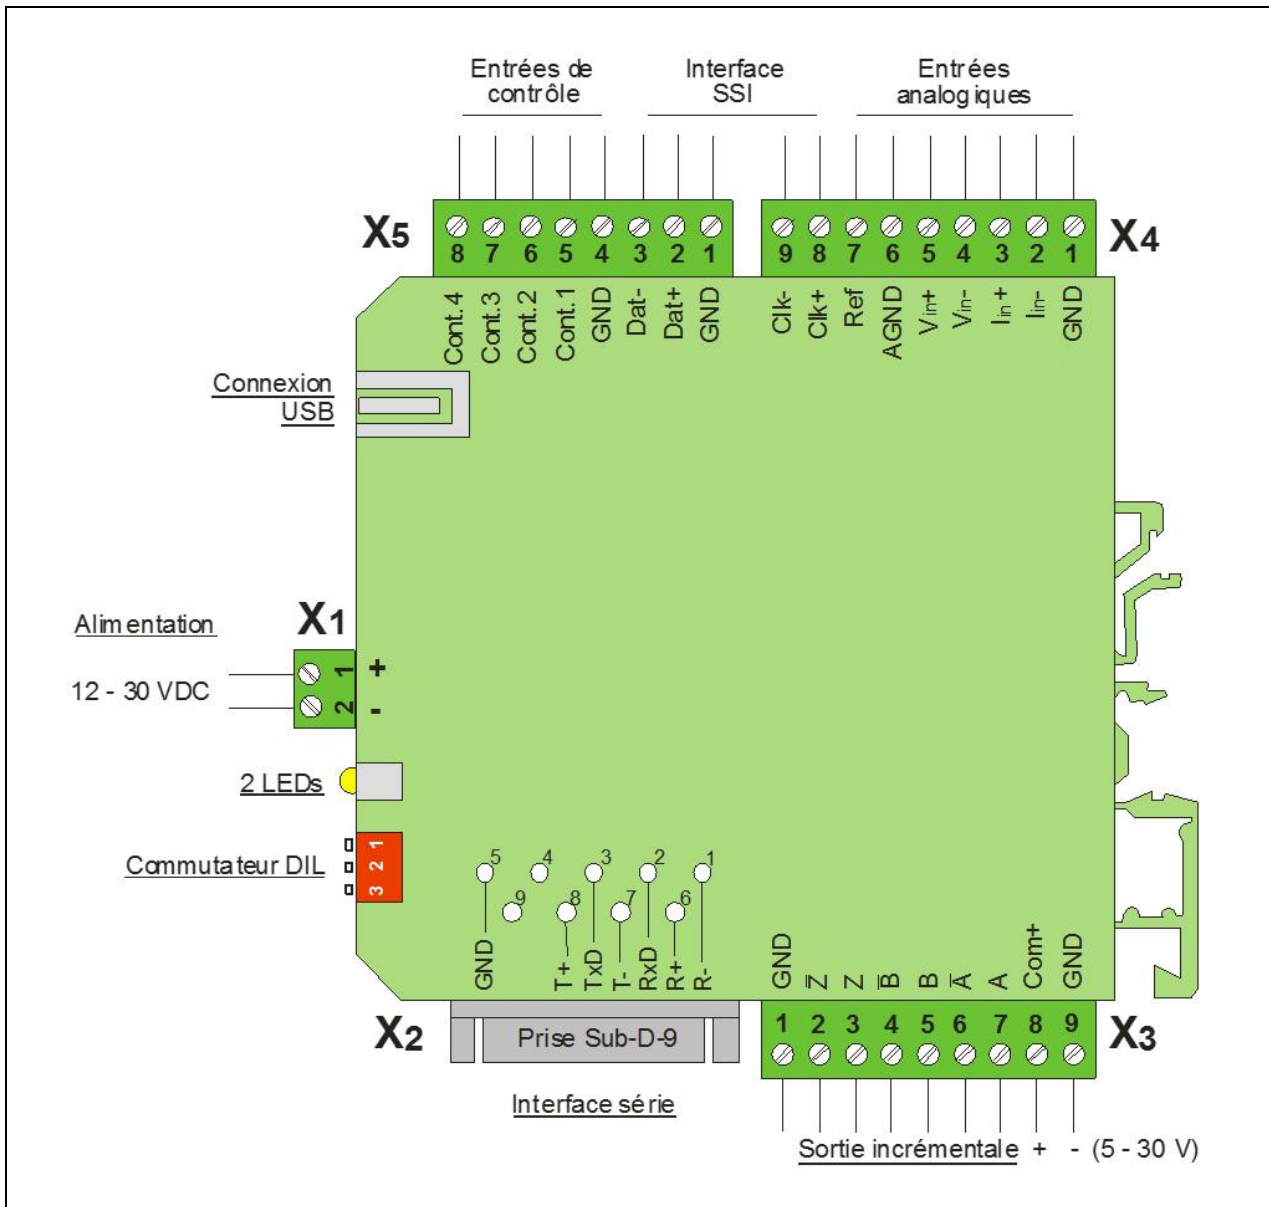 Entrées de
contrôle
Interface
SSI
Entrées
analogiques
X5
8 7 6 5 4 3 2 1
9 8 7 6 5 4 3 2 1
X4
Cont.4
Cont.3
Cont.2
Cont.1
GND
Dat-
Dat+
GND
Clk-
Clk+
Ref
AGND
Vin+
Vin-
Iin+
Iin-
GND
Connexion
USB
Alimentation
X1
12 - 30 VDC
1 +
2 -
2 LEDs
Commutateur DIL
1
2
3
5 4 3 2 1
9 8 7 6
GND
T+
TxD
T-
RxD
R+
R-
GND
Z̅
Z
B̅
B
A̅
A
Com+
GND
X2
Prise Sub-D-9
1 2 3 4 5 6 7 8 9
X3
Interface série
Sortie incrémentale + - (5 - 30 V)